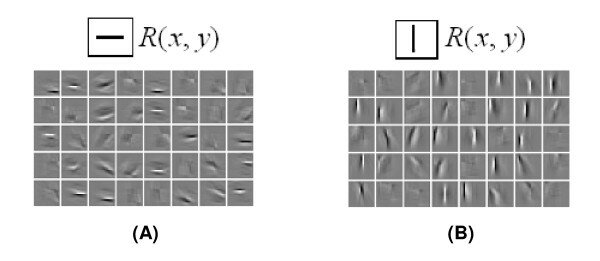 R(x, y)
R(x, y)
(A)
(B)